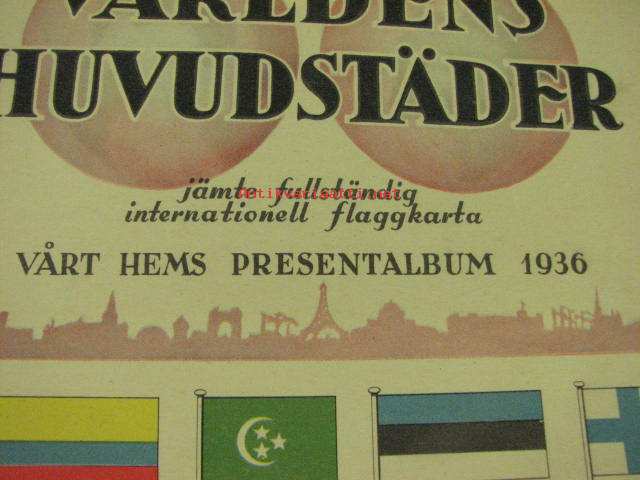 VÄRLDENS
HUVUDSTÄDER
jämte fullständig
internationell flaggkarta
VÅRT HEMS PRESENTALBUM 1936